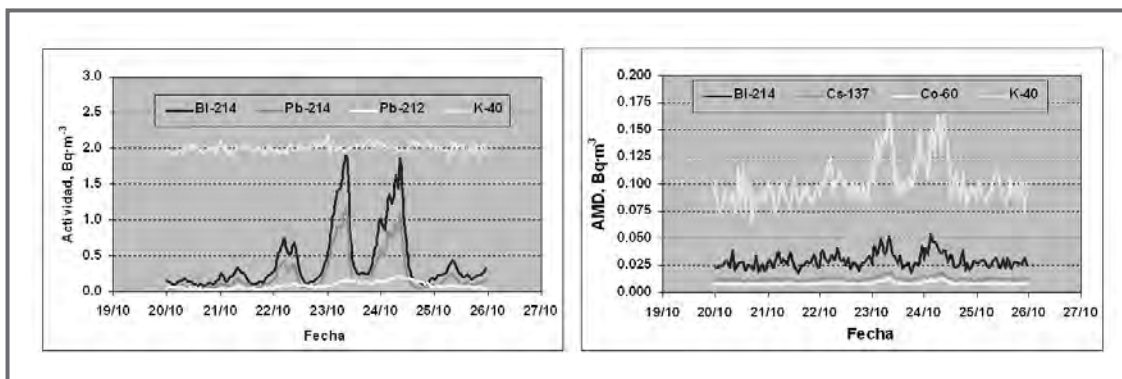 3.0
2.5
2.0
1.5
1.0
0.5
0.0
Actividad, Bq·m⁻³
BI-214 Pb-214 Pb-212 K-40
19/10 20/10 21/10 22/10 23/10 24/10 25/10 26/10 27/10
Fecha
0.200
0.175
0.150
0.125
0.100
0.075
0.050
0.025
0.000
AMD, Bq·m⁻³
BI-214 Cs-137 Co-60 K-40
19/10 20/10 21/10 22/10 23/10 24/10 25/10 26/10 27/10
Fecha